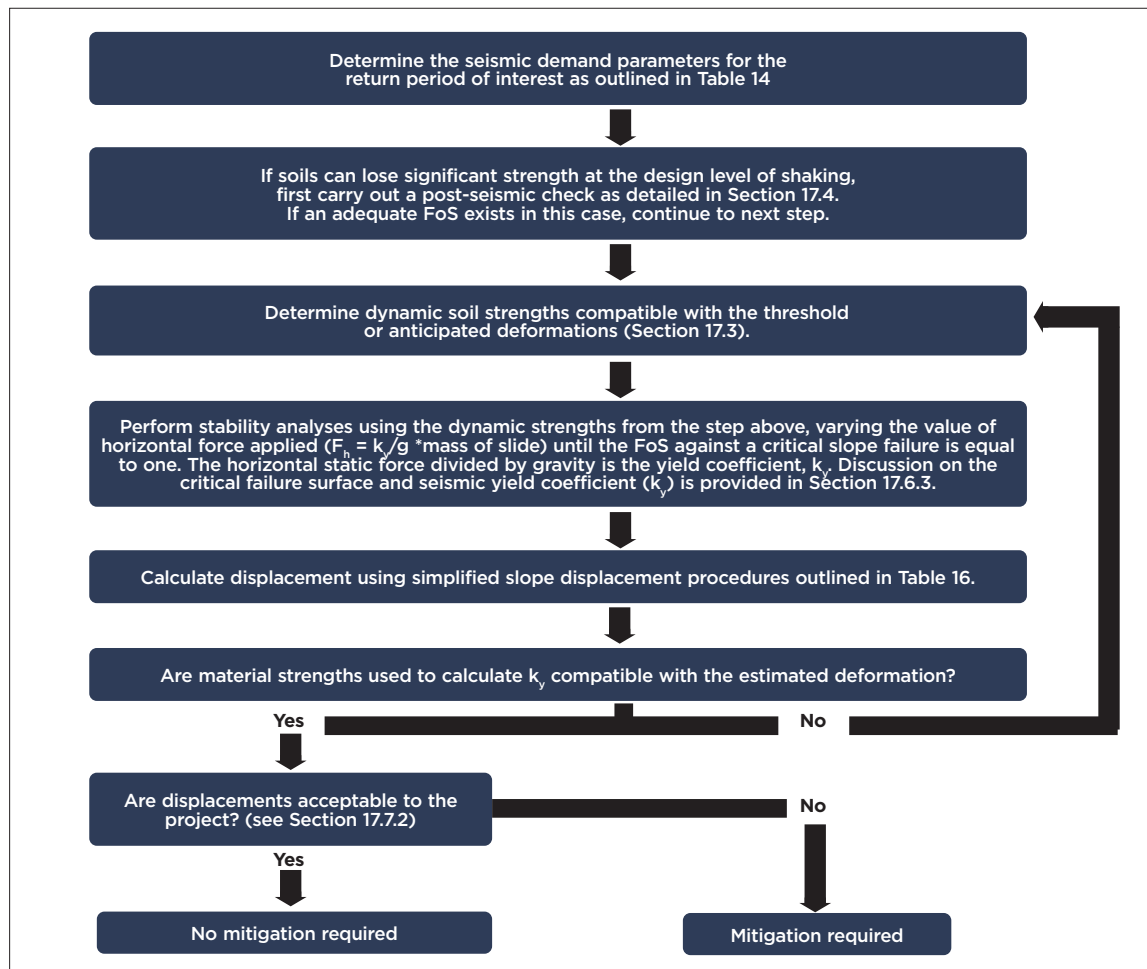 Determine the seismic demand parameters for the
return period of interest as outlined in Table 14
If soils can lose significant strength at the design level of shaking,
first carry out a post-seismic check as detailed in Section 17.4.
If an adequate FoS exists in this case, continue to next step.
Determine dynamic soil strengths compatible with the threshold
or anticipated deformations (Section 17.3).
Perform stability analyses using the dynamic strengths from the step above, varying the value of
horizontal force applied (F_h = k_y/g *mass of slide) until the FoS against a critical slope failure is equal
to one. The horizontal static force divided by gravity is the yield coefficient, k_y. Discussion on the
critical failure surface and seismic yield coefficient (k_y) is provided in Section 17.6.3.
Calculate displacement using simplified slope displacement procedures outlined in Table 16.
Are material strengths used to calculate k_y compatible with the estimated deformation?
Yes
No
Are displacements acceptable to the
project? (see Section 17.7.2)
No
Yes
No mitigation required
Mitigation required